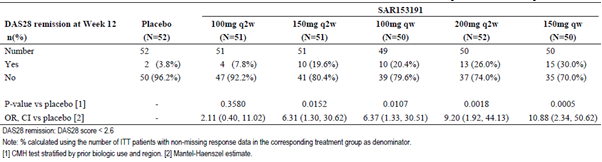 SAR153191
DAS28 remission at Week 12 Placebo 100mg q2w 150mg q2w 100mg qw 200mg q2w 150mg qw
n(%) (N=52) (N=51) (N=51) (N=50) (N=52) (N=50)
Number 52 51 51 49 50 50
Yes 2 (3.8%) 4 (7.8%) 10 (19.6%) 10 (20.4%) 13 (26.0%) 15 (30.0%)
No 50 (96.2%) 47 (92.2%) 41 (80.4%) 39 (79.6%) 37 (74.0%) 35 (70.0%)
P-value vs placebo [1] - 0.3580 0.0152 0.0107 0.0018 0.0005
OR, CI vs placebo [2] - 2.11 (0.40, 11.02) 6.31 (1.30, 30.62) 6.37 (1.33, 30.51) 9.20 (1.92, 44.13) 10.88 (2.34, 50.62)
DAS28 remission: DAS28 score < 2.6
Note: % calculated using the number of ITT patients with non-missing response data in the corresponding treatment group as denominator.
[1] CMH test stratified by prior biologic use and region. [2] Mantel-Haenszel estimate.